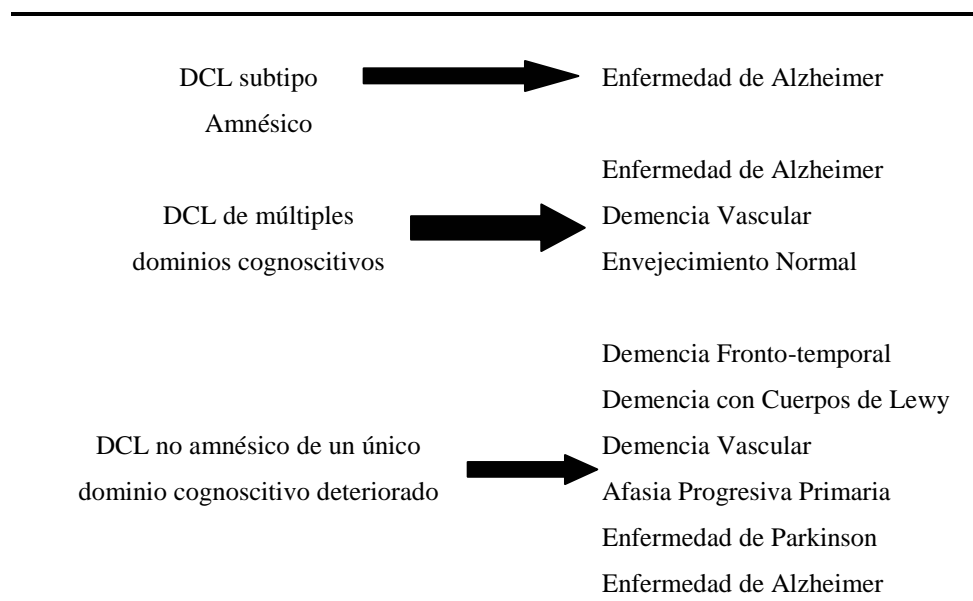 DCL subtipo
Amnésico
Enfermedad de Alzheimer
DCL de múltiples
dominios cognoscitivos
Enfermedad de Alzheimer
Demencia Vascular
Envejecimiento Normal
DCL no amnésico de un único
dominio cognoscitivo deteriorado
Demencia Fronto-temporal
Demencia con Cuerpos de Lewy
Demencia Vascular
Afasia Progresiva Primaria
Enfermedad de Parkinson
Enfermedad de Alzheimer